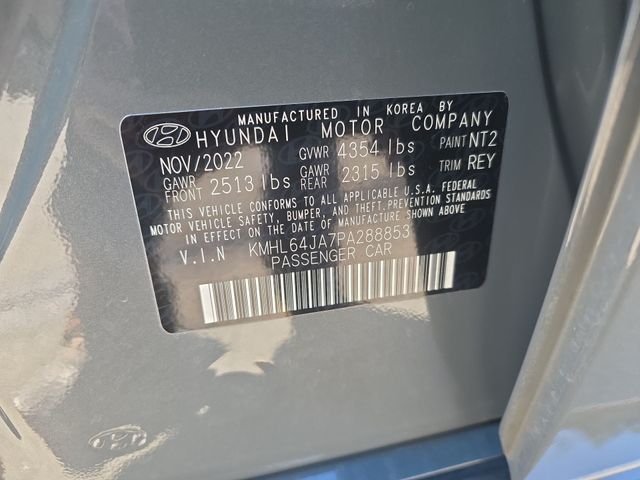 MANUFACTURED IN KOREA BY
HYUNDAI MOTOR COMPANY
NOV/2022 GVWR 4354 lbs PAINT NT2
GAWR FRONT 2513 lbs GAWR REAR 2315 lbs TRIM REY
THIS VEHICLE CONFORMS TO ALL APPLICABLE U.S.A. FEDERAL
MOTOR VEHICLE SAFETY, BUMPER, AND THEFT PREVENTION STANDARDS
IN EFFECT ON THE DATE OF MANUFACTURE SHOWN ABOVE
V.I.N KMHL64JA7PA288853
PASSENGER CAR